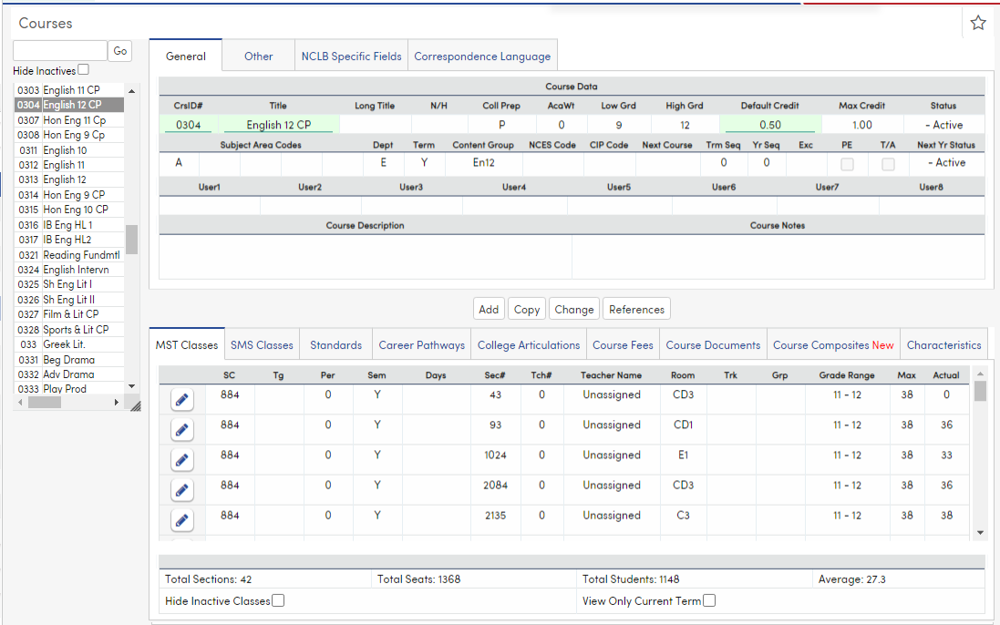 Courses
Go
Hide Inactives
0303 English 11 CP
0304 English 12 CP
0307 Hon Eng 11 Cp
0308 Hon Eng 9 Cp
0311 English 10
0312 English 11
0313 English 12
0314 Hon Eng 9 CP
0315 Hon Eng 10 CP
0316 IB Eng HL 1
0317 IB Eng HL2
0321 Reading Fundmtl
0324 English Intervn
0325 Sh Eng Lit I
0326 Sh Eng Lit II
0327 Film & Lit CP
0328 Sports & Lit CP
033 Greek Lit.
0331 Beg Drama
0332 Adv Drama
0333 Play Prod
General Other NCLB Specific Fields Correspondence Language
Course Data
CrsID# Title Long Title N/H Coll Prep AcaWt Low Grd High Grd Default Credit Max Credit Status
0304 English 12 CP P 0 9 12 0.50 1.00 - Active
Subject Area Codes Dept Term Content Group NCES Code CIP Code Next Course Trm Seq Yr Seq Exc PE T/A Next Yr Status
A E Y En12 0 0 - Active
User1 User2 User3 User4 User5 User6 User7 User8
Course Description Course Notes
Add Copy Change References
MST Classes SMS Classes Standards Career Pathways College Articulations Course Fees Course Documents Course Composites New Characteristics
SC Tg Per Sem Days Sec# Tch# Teacher Name Room Trk Grp Grade Range Max Actual
884 0 Y 43 0 Unassigned CD3 11 - 12 38 0
884 0 Y 93 0 Unassigned CD1 11 - 12 38 36
884 0 Y 1024 0 Unassigned E1 11 - 12 38 33
884 0 Y 2084 0 Unassigned CD3 11 - 12 38 36
884 0 Y 2135 0 Unassigned C3 11 - 12 38 38
Total Sections: 42 Total Seats: 1368 Total Students: 1148 Average: 27.3
Hide Inactive Classes View Only Current Term